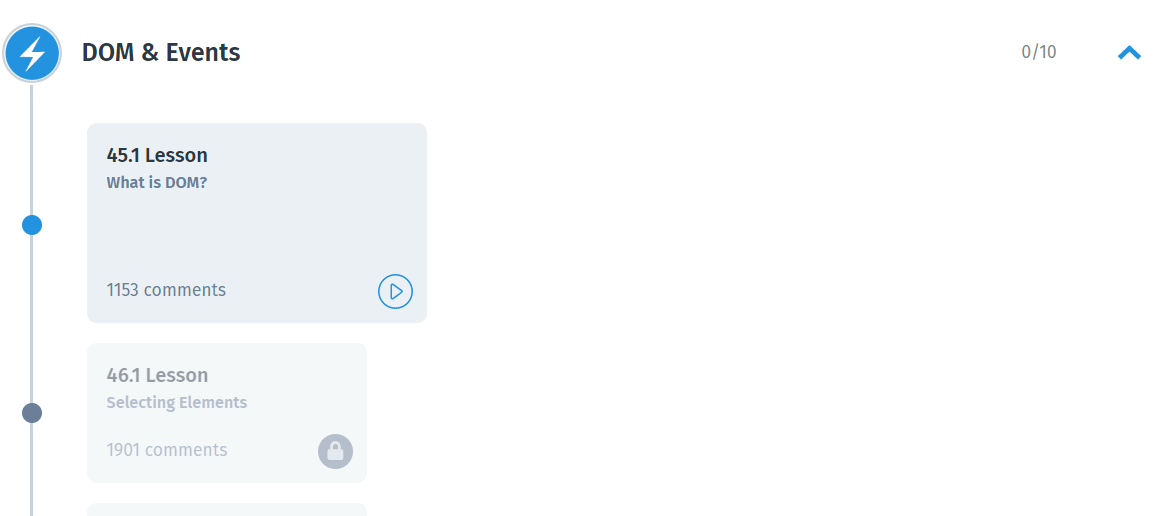 DOM & Events
0/10
45.1 Lesson
What is DOM?
1153 comments
46.1 Lesson
Selecting Elements
1901 comments